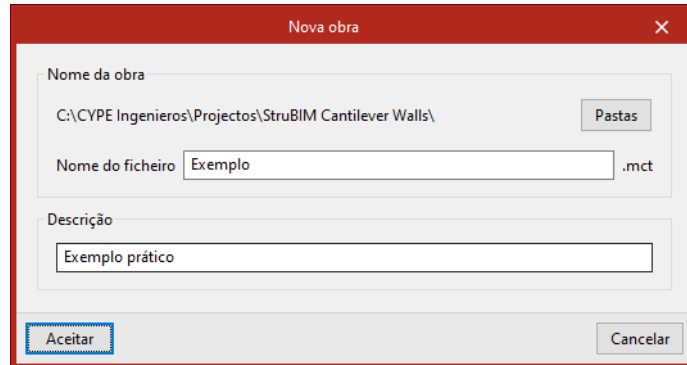 Nova obra
Nome da obra
C:\CYPE Ingenieros\Projectos\StruBIM Cantilever Walls\ Pastas
Nome do ficheiro Exemplo .mct
Descrição
Exemplo prático
Aceitar Cancelar